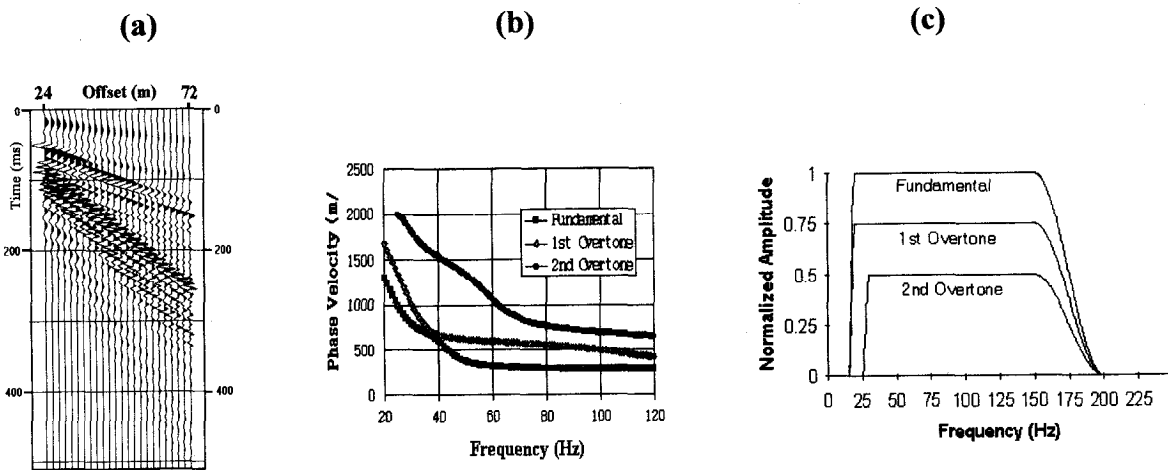 (a)
(b)
(c)
24 Offset (m) 72
0 0
Time (ms)
200 200
400 400
Phase Velocity (m/
2500
2000
1500
1000
500
0
Fundamental
1st Overtone
2nd Overtone
20 40 60 80 100 120
Frequency (Hz)
Normalized Amplitude
1
0.75
0.5
0.25
0
Fundamental
1st Overtone
2nd Overtone
0 25 50 75 100 125 150 175 200 225
Frequency (Hz)